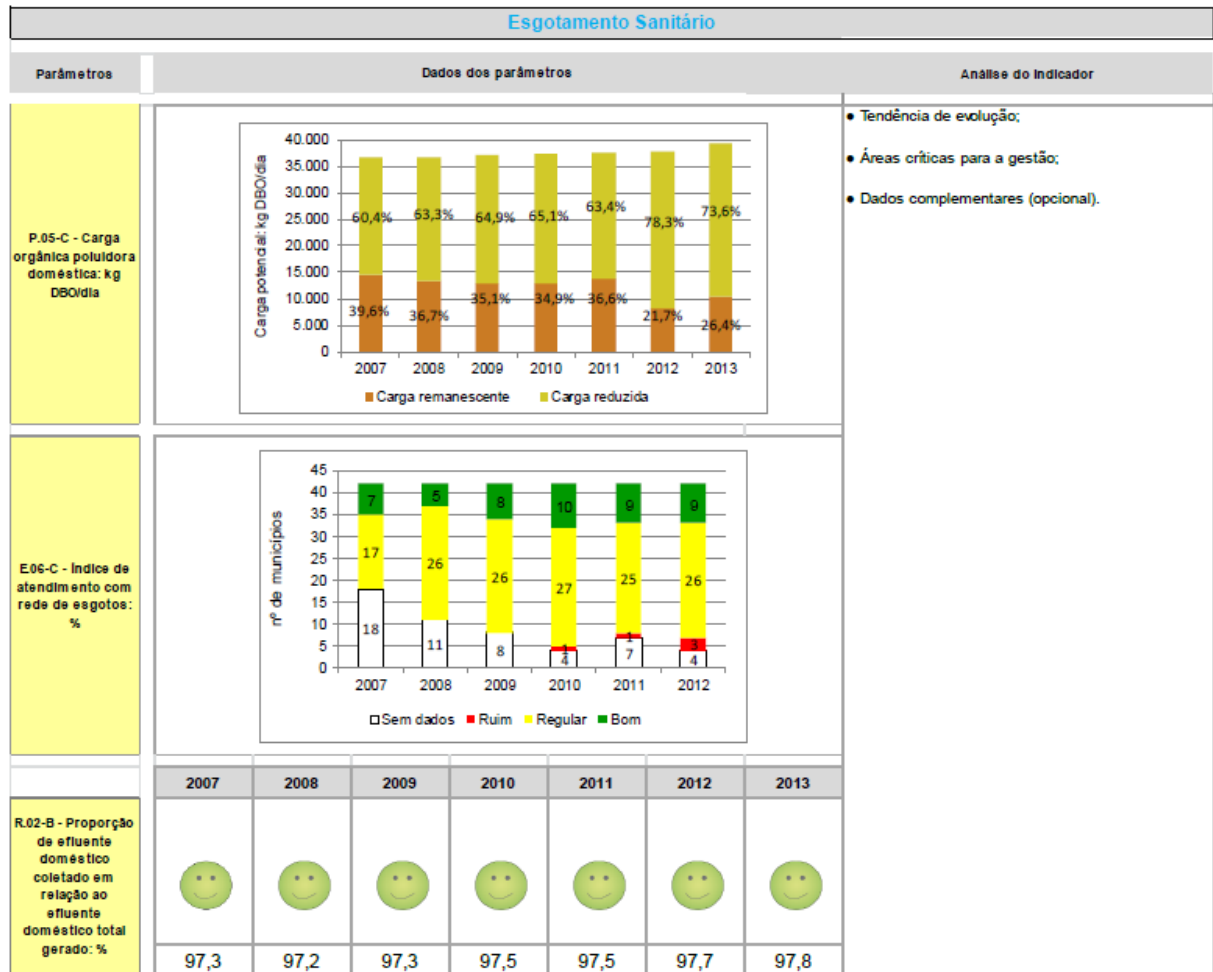 Esgotamento Sanitário
Parâmetros
Dados dos parâmetros
Análise do Indicador
P.05-C - Carga
orgânica poluidora
doméstica: kg
DBO/dia
Carga potencial: kg DBO/dia
40.000
35.000
30.000
25.000
20.000
15.000
10.000
5.000
0
60,4% 63,3% 64,9% 65,1% 63,4% 78,3% 73,6%
39,6% 36,7% 35,1% 34,9% 36,6% 21,7% 26,4%
2007 2008 2009 2010 2011 2012 2013
Carga remanescente Carga reduzida
● Tendência de evolução;
● Áreas críticas para a gestão;
● Dados complementares (opcional).
E.06-C - Índice de
atendimento com
rede de esgotos:
%
nº de municípios
45
40
35
30
25
20
15
10
5
0
7 5 8 10 9 9
17 26 26 27 25 26
1 1 3
18 11 8 4 7 4
2007 2008 2009 2010 2011 2012
Sem dados Ruim Regular Bom
2007 2008 2009 2010 2011 2012 2013
R.02-B - Proporção
de efluente
doméstico
coletado em
relação ao
efluente
doméstico total
gerado: %
97,3 97,2 97,3 97,5 97,5 97,7 97,8